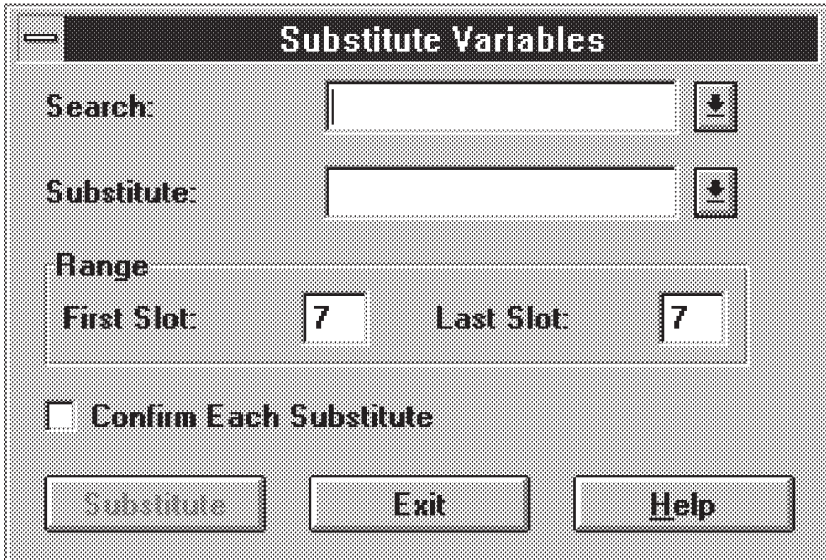 Substitute Variables
Search:
Substitute:
Range
First Slot: 7 Last Slot: 7
Confirm Each Substitute
Substitute Exit Help